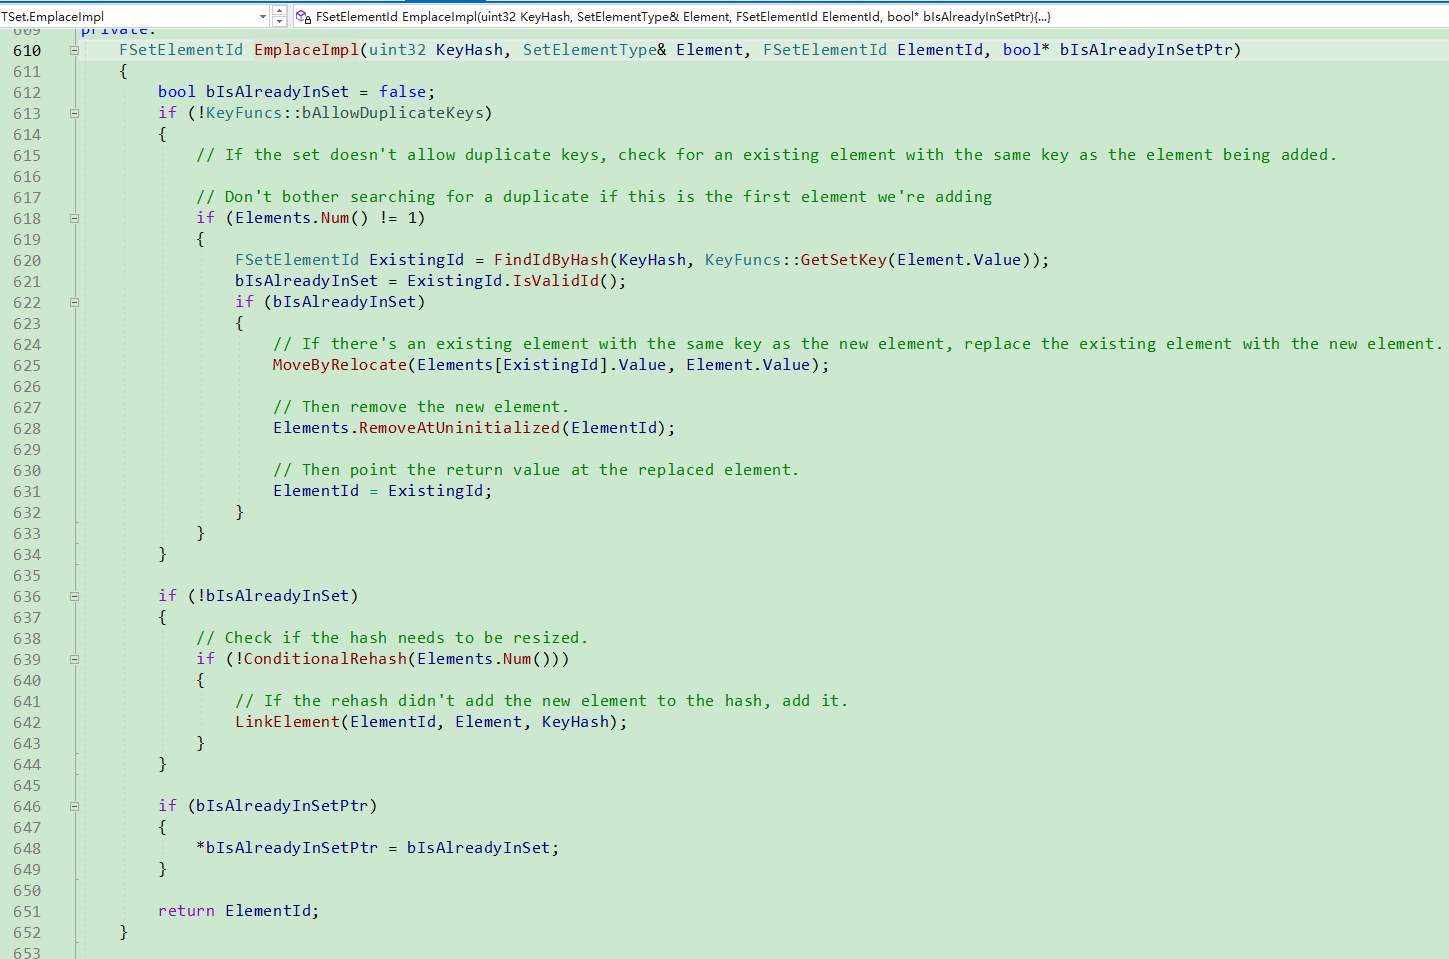 TSet.EmplaceImpl
FSetElementId EmplaceImpl(uint32 KeyHash, SetElementType& Element, FSetElementId ElementId, bool* bIsAlreadyInSetPtr){...}
609 private:
610 FSetElementId EmplaceImpl(uint32 KeyHash, SetElementType& Element, FSetElementId ElementId, bool* bIsAlreadyInSetPtr)
611 {
612 bool bIsAlreadyInSet = false;
613 if (!KeyFuncs::bAllowDuplicateKeys)
614 {
615 // If the set doesn't allow duplicate keys, check for an existing element with the same key as the element being added.
616
617 // Don't bother searching for a duplicate if this is the first element we're adding
618 if (Elements.Num() != 1)
619 {
620 FSetElementId ExistingId = FindIdByHash(KeyHash, KeyFuncs::GetSetKey(Element.Value));
621 bIsAlreadyInSet = ExistingId.IsValidId();
622 if (bIsAlreadyInSet)
623 {
624 // If there's an existing element with the same key as the new element, replace the existing element with the new element.
625 MoveByRelocate(Elements[ExistingId].Value, Element.Value);
626
627 // Then remove the new element.
628 Elements.RemoveAtUninitialized(ElementId);
629
630 // Then point the return value at the replaced element.
631 ElementId = ExistingId;
632 }
633 }
634 }
635
636 if (!bIsAlreadyInSet)
637 {
638 // Check if the hash needs to be resized.
639 if (!ConditionalRehash(Elements.Num()))
640 {
641 // If the rehash didn't add the new element to the hash, add it.
642 LinkElement(ElementId, Element, KeyHash);
643 }
644 }
645
646 if (bIsAlreadyInSetPtr)
647 {
648 *bIsAlreadyInSetPtr = bIsAlreadyInSet;
649 }
650
651 return ElementId;
652 }
653